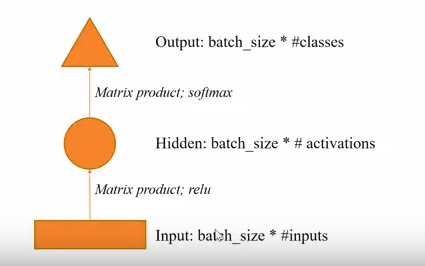 Output: batch_size * #classes
Matrix product; softmax
Hidden: batch_size * # activations
Matrix product; relu
Input: batch_size * #inputs